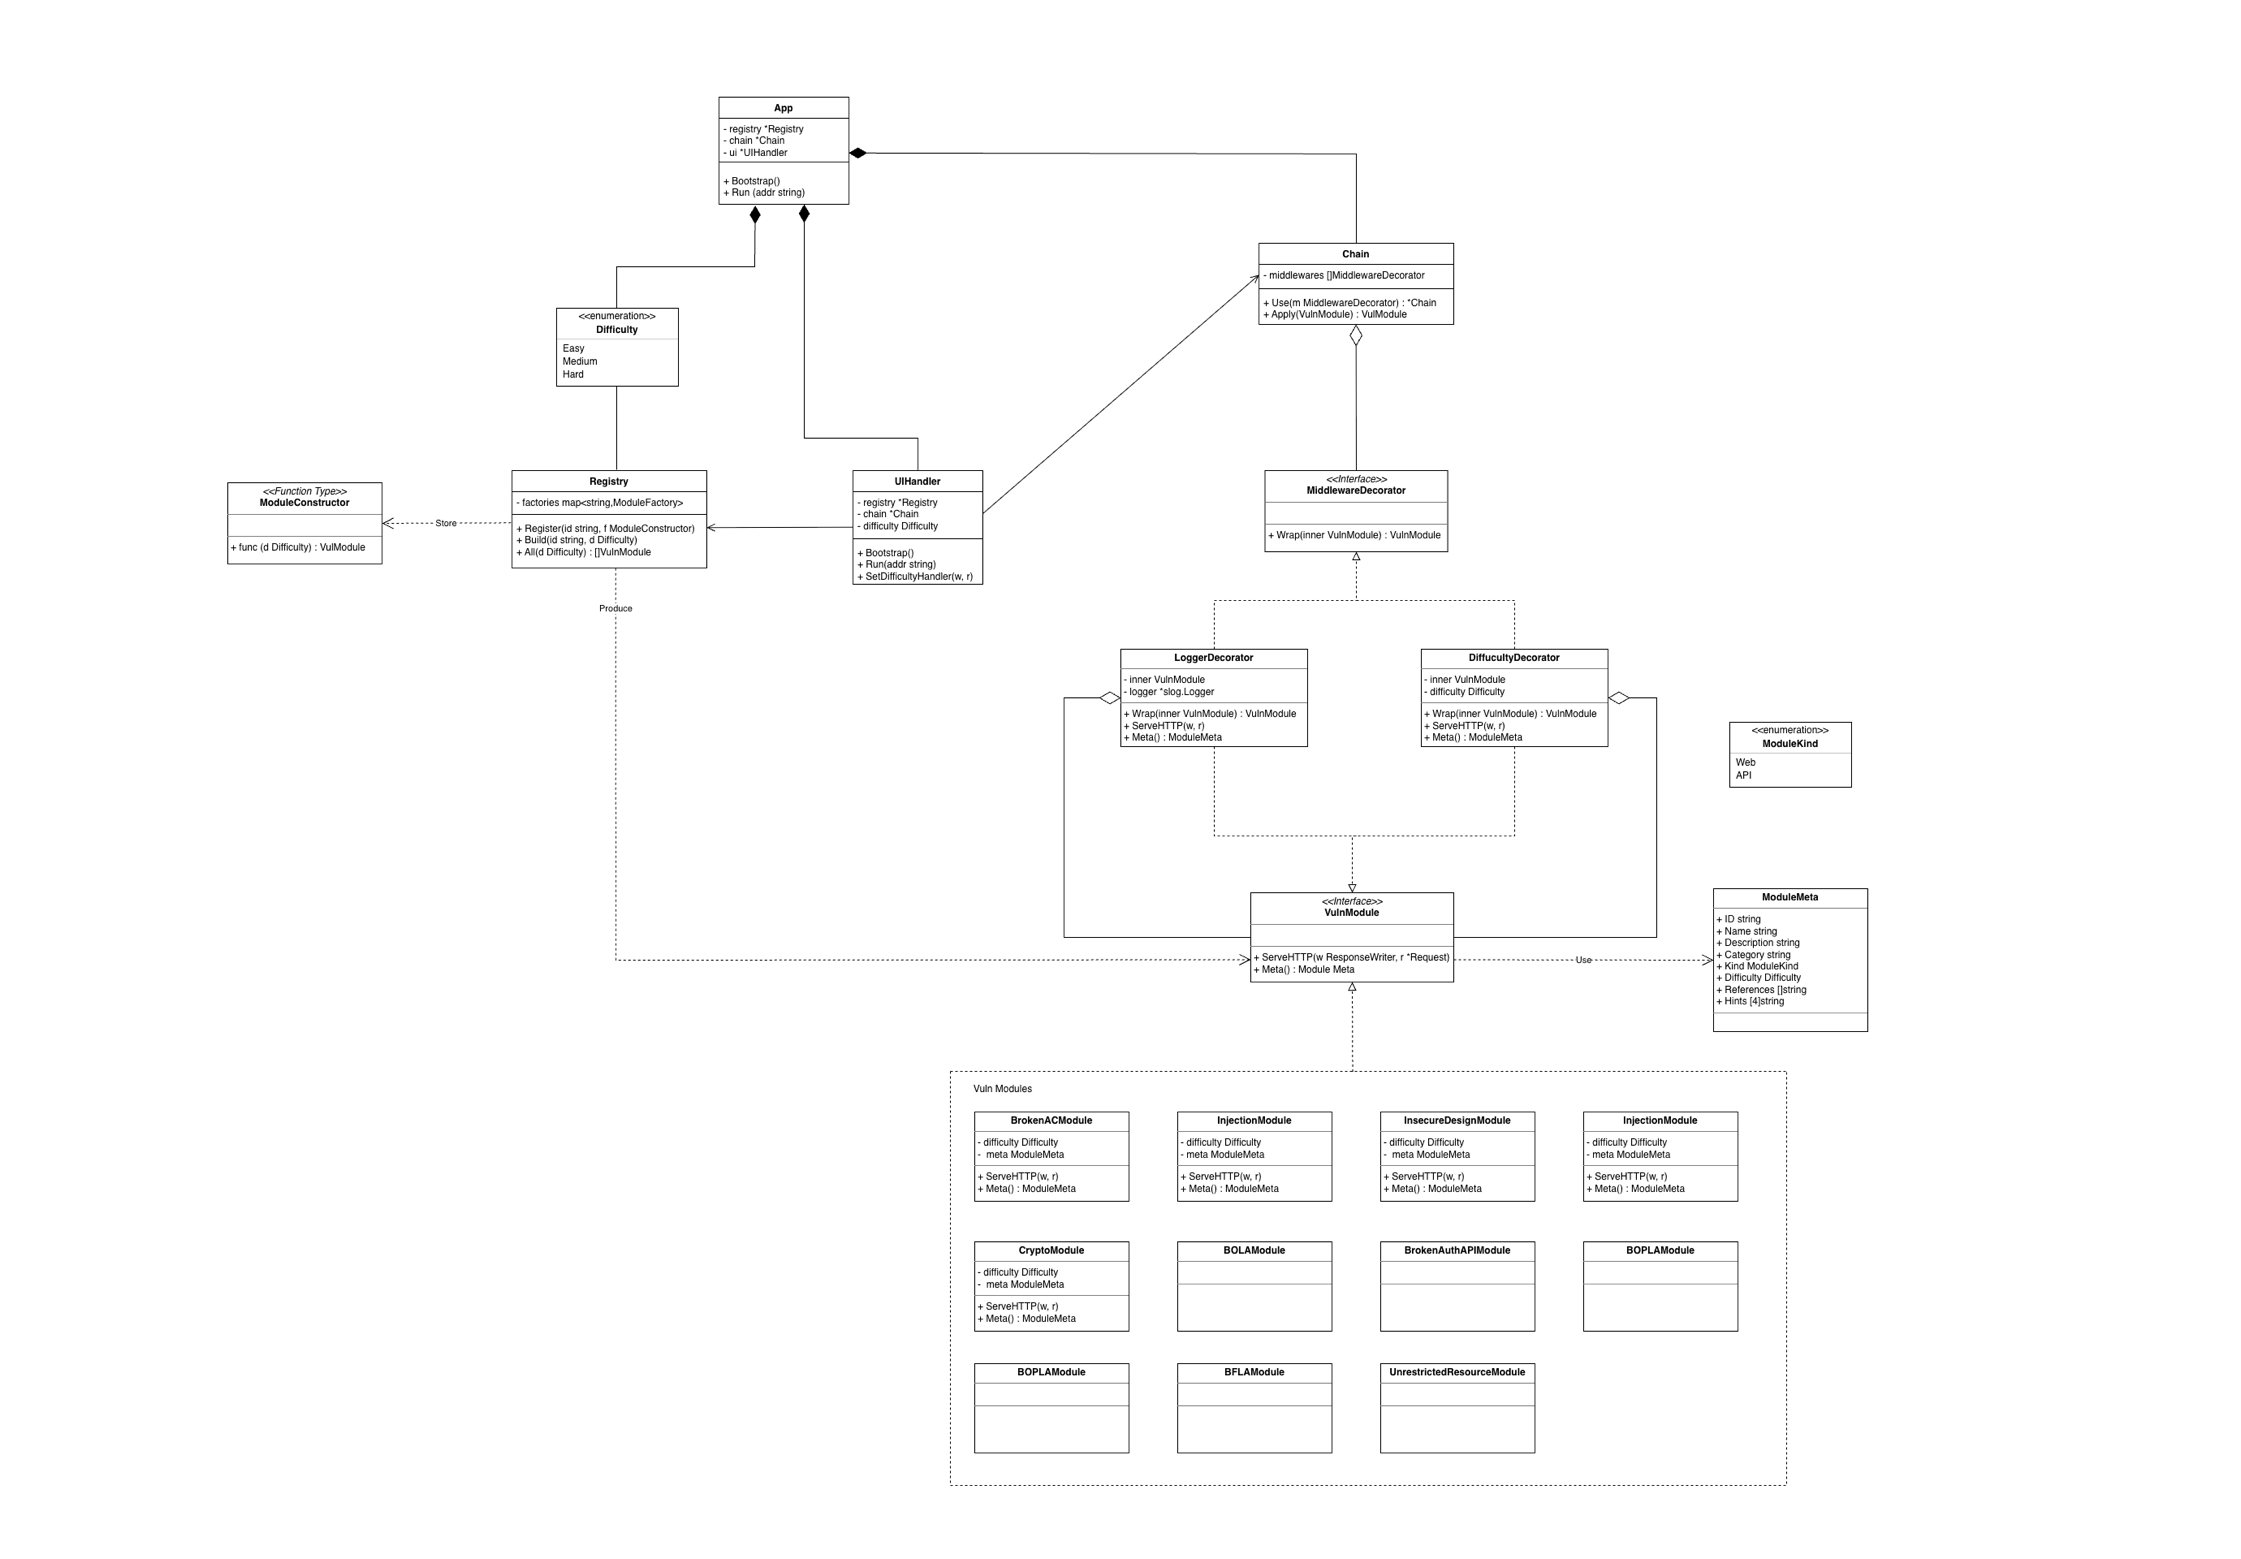 App
- registry *Registry
- chain *Chain
- ui *UIHandler
+ Bootstrap()
+ Run (addr string)
Chain
- middlewares []MiddlewareDecorator
+ Use(m MiddlewareDecorator) : *Chain
+ Apply(VulnModule) : VulModule
<<enumeration>>
Difficulty
Easy
Medium
Hard
<<Function Type>>
ModuleConstructor
+ func (d Difficulty) : VulModule
Store
Registry
- factories map<string,ModuleFactory>
+ Register(id string, f ModuleConstructor)
+ Build(id string, d Difficulty)
+ All(d Difficulty) : []VulnModule
UIHandler
- registry *Registry
- chain *Chain
- difficulty Difficulty
+ Bootstrap()
+ Run(addr string)
+ SetDifficultyHandler(w, r)
<<Interface>>
MiddlewareDecorator
+ Wrap(inner VulnModule) : VulnModule
Produce
LoggerDecorator
- inner VulnModule
- logger *slog.Logger
+ Wrap(inner VulnModule) : VulnModule
+ ServeHTTP(w, r)
+ Meta() : ModuleMeta
DiffucultyDecorator
- inner VulnModule
- difficulty Difficulty
+ Wrap(inner VulnModule) : VulnModule
+ ServeHTTP(w, r)
+ Meta() : ModuleMeta
<<enumeration>>
ModuleKind
Web
API
<<Interface>>
VulnModule
+ ServeHTTP(w ResponseWriter, r *Request)
+ Meta() : Module Meta
Use
ModuleMeta
+ ID string
+ Name string
+ Description string
+ Category string
+ Kind ModuleKind
+ Difficulty Difficulty
+ References []string
+ Hints [4]string
Vuln Modules
BrokenACModule
- difficulty Difficulty
- meta ModuleMeta
+ ServeHTTP(w, r)
+ Meta() : ModuleMeta
InjectionModule
- difficulty Difficulty
- meta ModuleMeta
+ ServeHTTP(w, r)
+ Meta() : ModuleMeta
InsecureDesignModule
- difficulty Difficulty
- meta ModuleMeta
+ ServeHTTP(w, r)
+ Meta() : ModuleMeta
InjectionModule
- difficulty Difficulty
- meta ModuleMeta
+ ServeHTTP(w, r)
+ Meta() : ModuleMeta
CryptoModule
- difficulty Difficulty
- meta ModuleMeta
+ ServeHTTP(w, r)
+ Meta() : ModuleMeta
BOLAModule
BrokenAuthAPIModule
BOPLAModule
BOPLAModule
BFLAModule
UnrestrictedResourceModule